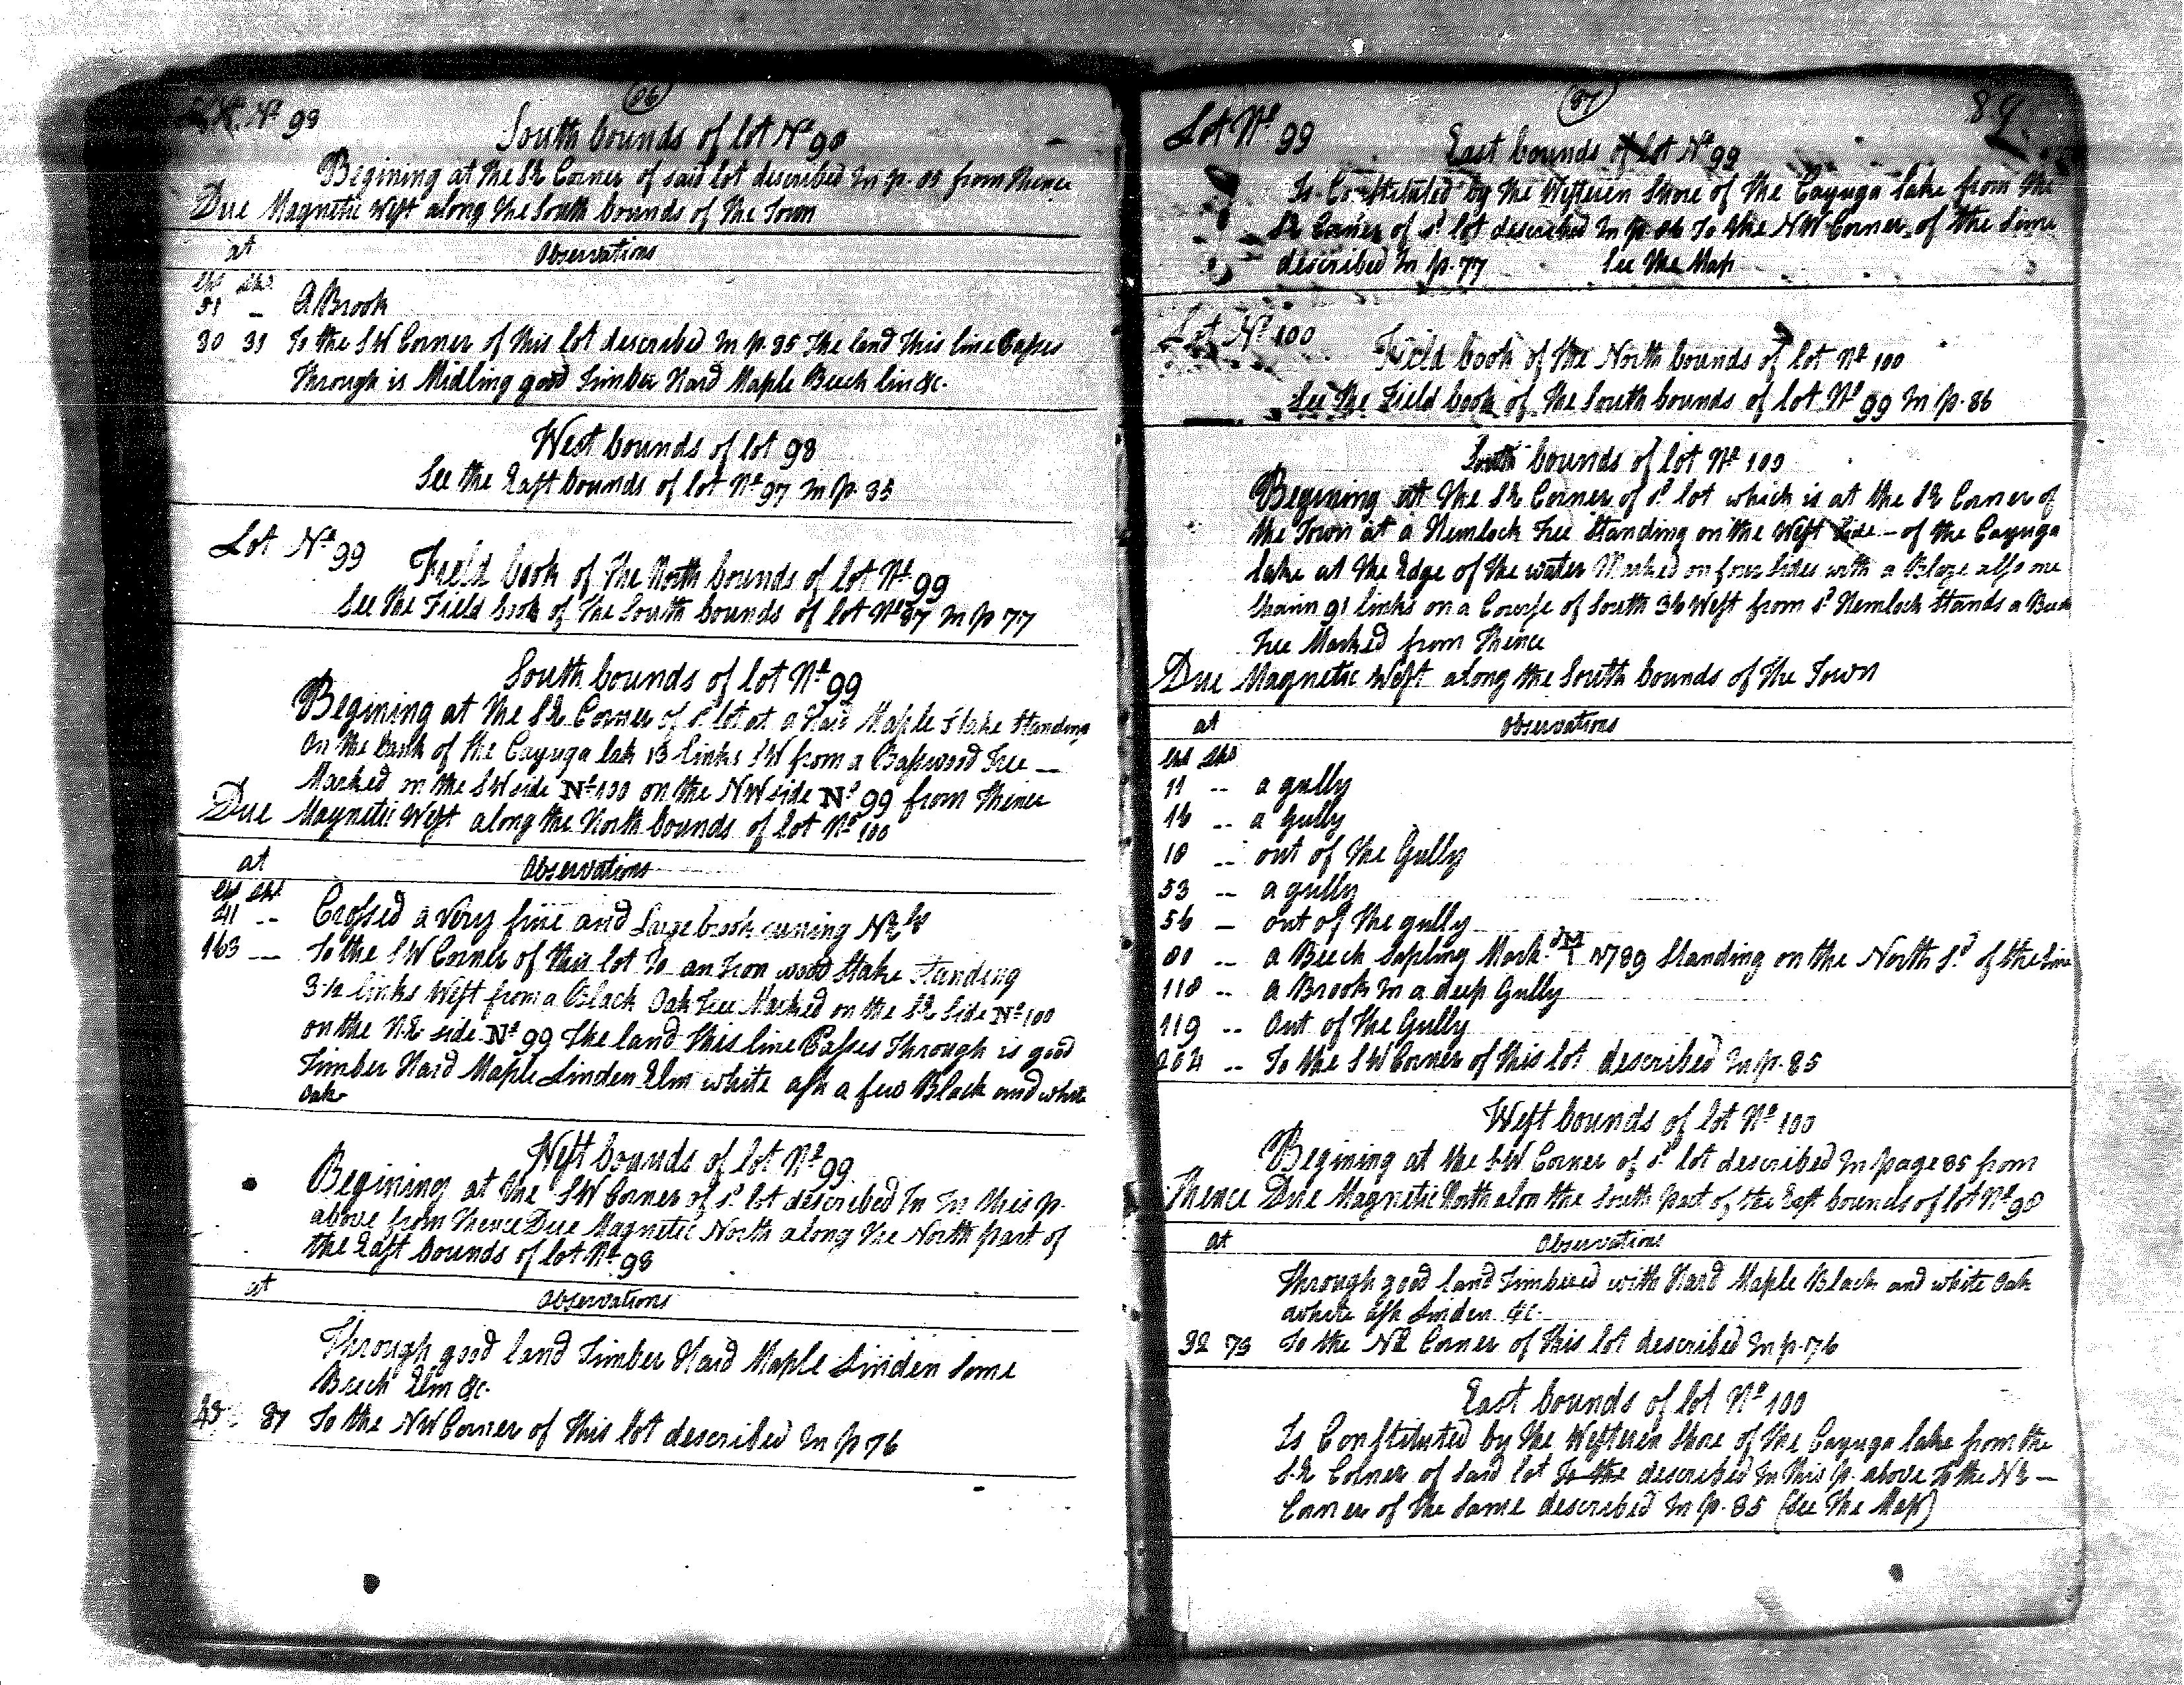 Lot Nº 98
86
South bounds of lot Nº 98
Begining at the SE Corner of said lot described In p. 85 from thence
Due Magnetic West along the South bounds of the Town
at Observations
Chs Lks
51 – A Brook
To the SW Corner of this lot described In p. 85 The land this line Passes
Through is Midling good Timber Hard Maple Beech lin &c.
West bounds of lot 98
See the East bounds of lot Nº 97 In p. 85
Lot Nº 99
Field book of the North bounds of lot Nº 99
See the Field book of the South bounds of lot Nº 87 In p 77
South bounds of lot Nº 99
Begining at the SE Corner of sd lot at a Hard Maple Stake Standing
On the bank of the Cayuga lak 13 links SW from a Basswood Tree –
Marked on the SW side Nº 100 on the NW side Nº 99 from thence
Due Magnetic West along the North bounds of lot Nº 100
at Observations
Chs Lks
41 -- Crossed a Very fine and Large brook runing NE
163 -- To the SW Corner of this lot To an Iron wood Stake Standing
3½ links West from a Black Oak Tree Marked on the SE side Nº 100
on the NE side Nº 99 The land This line Passes Through is good
Timber Hard Maple Linden Elm white ash a few Black and white
Oak
West bounds of lot Nº 99
Begining at the SW Corner of sd lot described In In this p.
above from thence Due Magnetic North along the North part of
the East bounds of lot Nº 98
at Observations
Through good land Timber Hard Maple Linden Some
Beech Elm &c.
48 87 To the NW Corner of this lot described In p 76
87
89
Lot Nº 99
East bounds of lot Nº 99
Is Constituted by the Westeren Shore of the Cayuga lake from the
SE Corner of sd lot described In p. 86 To the NW Corner of the Same
described In p. 77 See the Map
Lot Nº 100
Field book of the North bounds of lot Nº 100
See the Field book of the South bounds of lot Nº 99 In p. 86
South bounds of lot Nº 100
Begining at the SE Corner of sd lot which is at the SE Corner of
the Town at a Hemlock Tree Standing on the West Side – of the Cayuga
lake at the Edge of the water Marked on four Sides with a Blaze also one
Chain 91 links on a Course of South 36 West from sd Hemlock Stands a Beech
Tree Marked from Thence
Due Magnetic West along the South bounds of the Town
at Observations
Chs Lks
11 -- a gully
16 -- a Gully
18 -- out of the Gully
53 -- a gully
56 – out of the gully
80 -- a Beech Sapling Mark.d 1789 Standing on the North Sd of the Line
118 -- a Brook In a deep Gully
119 -- Out of the Gully
204 -- To the SW Corner of this lot described In p. 85
West bounds of lot Nº 100
Begining at the SW Corner of sd lot described In page 85 from
Thence Due Magnetic North alon the South part of the East bounds of lot Nº 98
at Observations
Through good land Timbered with Hard Maple Black and white Oak
white ash Linden &c.
32 73 To the NE Corner of this lot described In p. 76
East bounds of lot Nº 100
Is Constituted by the Westeren Shore of the Cayuga lake from the
S.E Corner of said lot To the described In this p. above To the NE –
Corner of the Same described In p. 85 (See The Map)